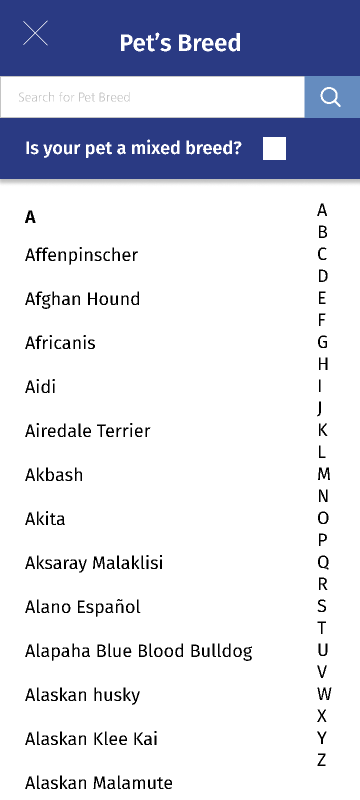 Pet's Breed
Search for Pet Breed
Is your pet a mixed breed?
A
Affenpinscher
Afghan Hound
Africanis
Aidi
Airedale Terrier
Akbash
Akita
Aksaray Malaklisi
Alano Español
Alapaha Blue Blood Bulldog
Alaskan husky
Alaskan Klee Kai
Alaskan Malamute
A
B
C
D
E
F
G
H
I
J
K
L
M
N
O
P
Q
R
S
T
U
V
W
X
Y
Z